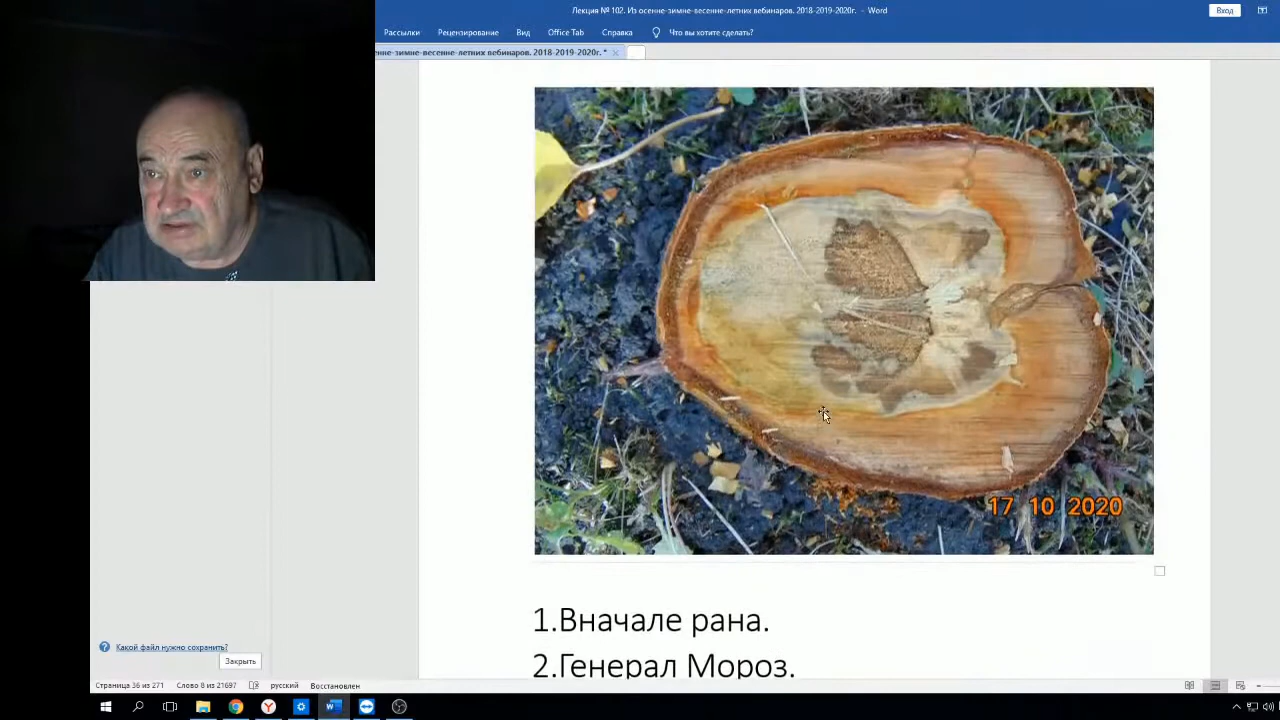 Лекция № 102. Из осенне-зимне-весенне-летних вебинаров. 2018-2019-2020г. - Word
Вход
Рассылки Рецензирование Вид Office Tab Справка Что вы хотите сделать?
нне-зимне-весенне-летних вебинаров. 2018-2019-2020г. *
17 10 2020
1.Вначале рана.
2.Генерал Мороз.
Какой файл нужно сохранить?
Закрыть
Страница 36 из 271 Слово 8 из 21697 русский Восстановлен